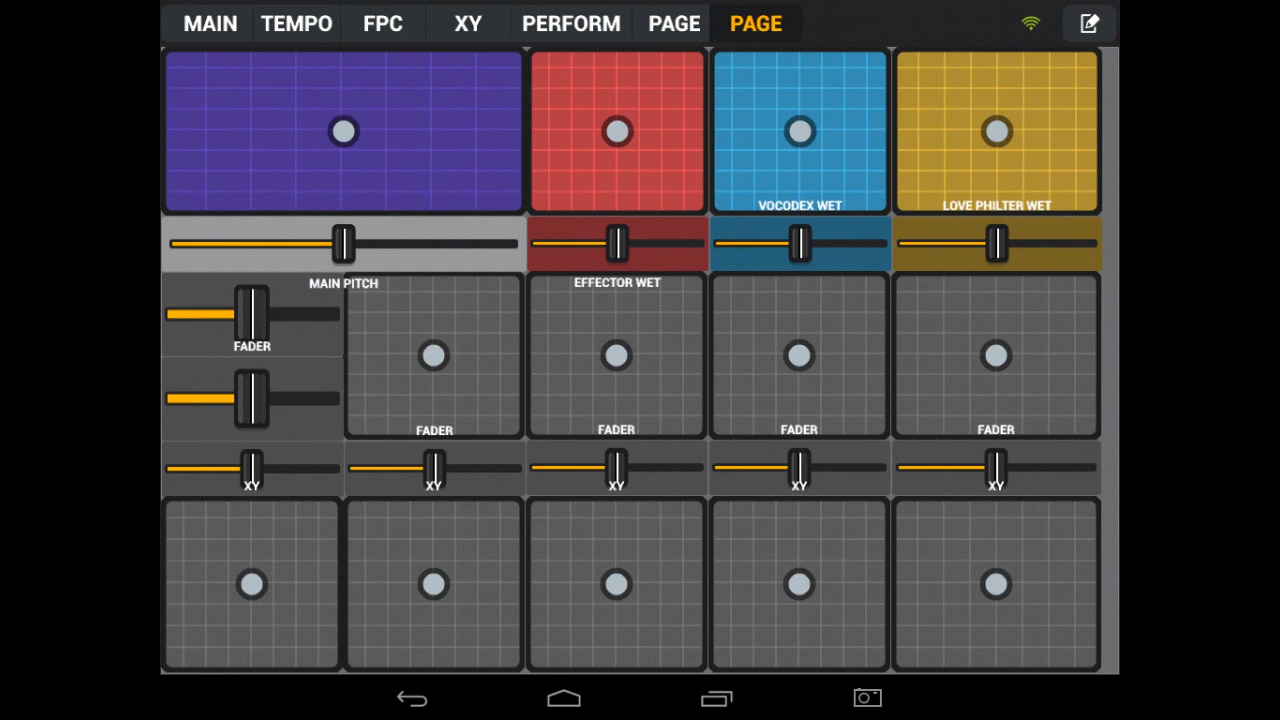 MAIN TEMPO FPC XY PERFORM PAGE PAGE
VOCODEX WET LOVE PHILTER WET
MAIN PITCH EFFECTOR WET
FADER
FADER FADER FADER FADER
XY XY XY XY XY